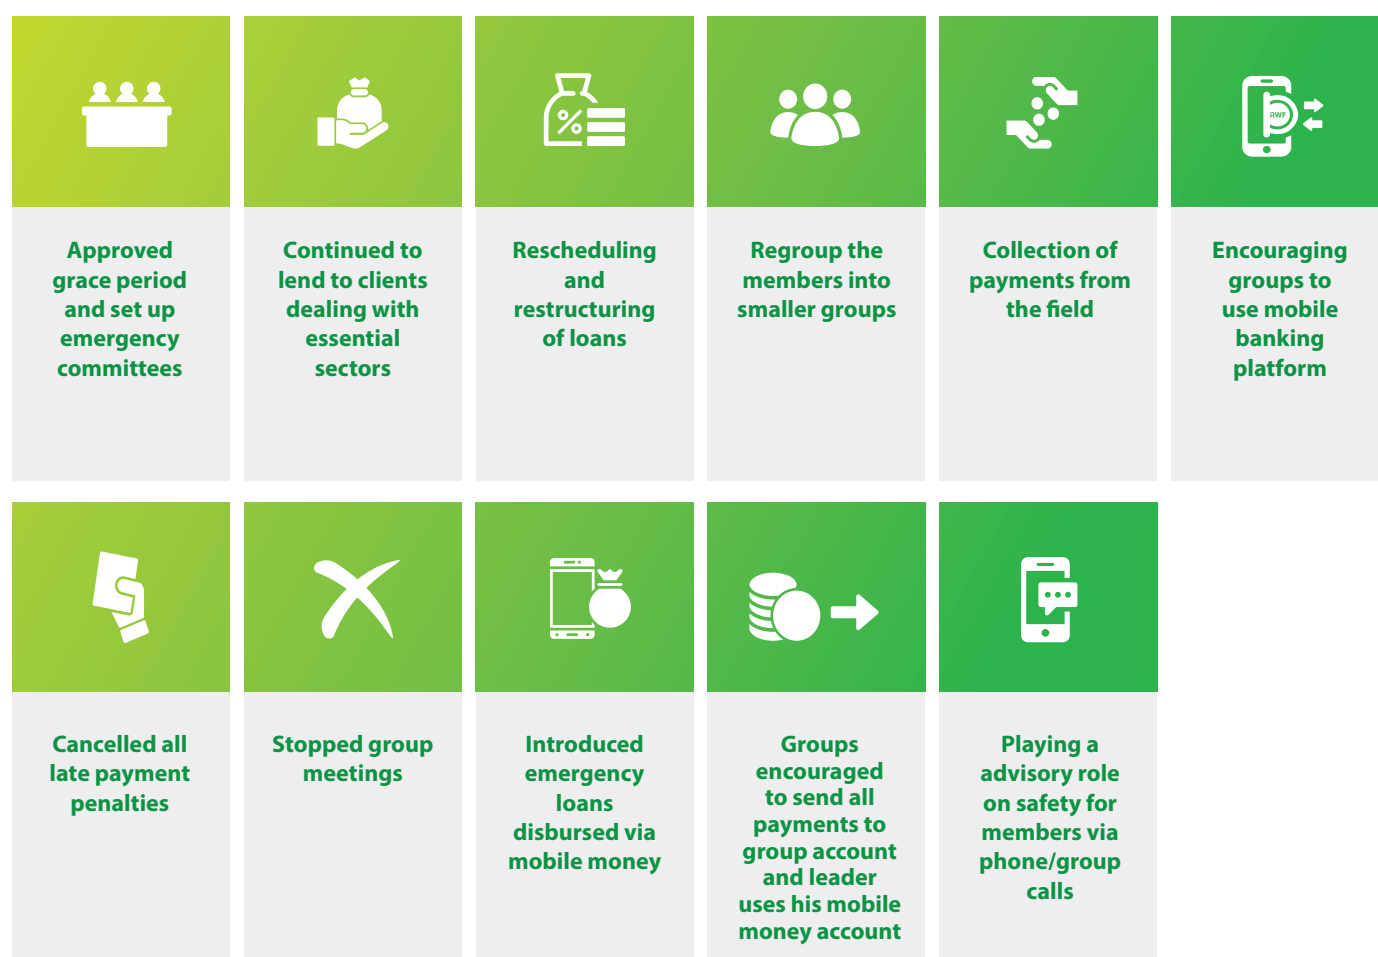 RWF
Approved
grace period
and set up
emergency
committees
Continued to
lend to clients
dealing with
essential
sectors
Rescheduling
and
restructuring
of loans
Regroup the
members into
smaller groups
Collection of
payments from
the field
Encouraging
groups to
use mobile
banking
platform
Cancelled all
late payment
penalties
Stopped group
meetings
Introduced
emergency
loans
disbursed via
mobile money
Groups
encouraged
to send all
payments to
group account
and leader
uses his mobile
money account
Playing a
advisory role
on safety for
members via
phone/group
calls